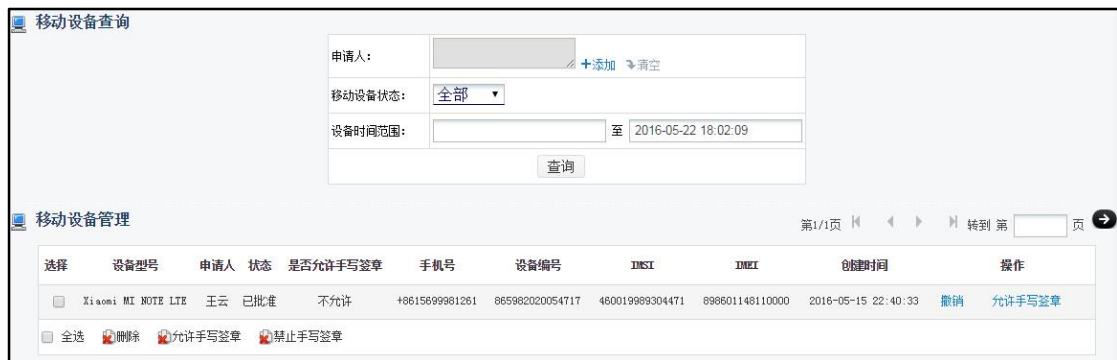 移动设备查询
申请人：
添加 清空
移动设备状态： 全部
设备时间范围： 至 2016-05-22 18:02:09
查询
移动设备管理
第1/1页 转到 第 页
选择 设备型号 申请人 状态 是否允许手写签章 手机号 设备编号 IMSI IMEI 创建时间 操作
Xiaomi MI NOTE LTE 王云 已批准 不允许 +8615699981261 865982020054717 460019989304471 898601148110000 2016-05-15 22:40:33 撤销 允许手写签章
全选 删除 允许手写签章 禁止手写签章